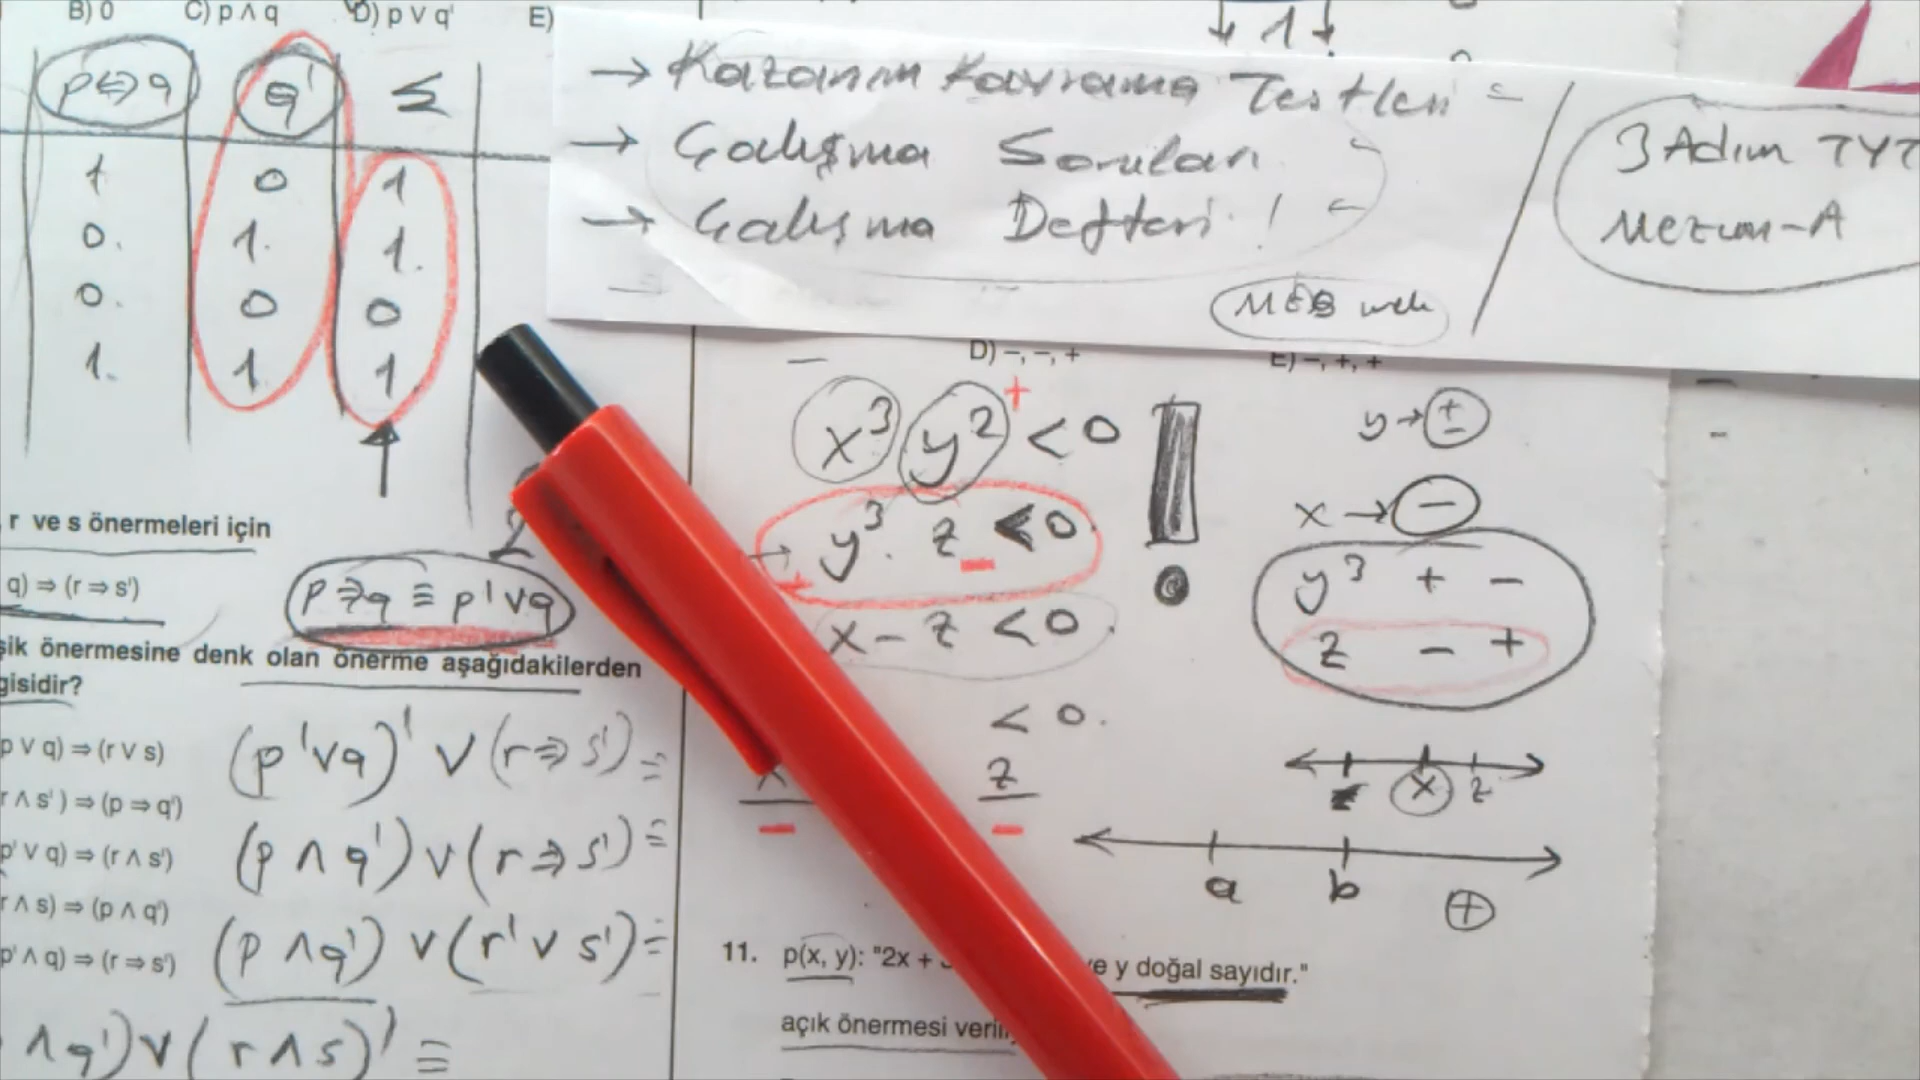 B) 0 C) p ∧ q D) p ∨ q' E)
p⇔q q' ≤
1 0 1
0. 1. 1.
0. 0 0
1. 1 1
r ve s önermeleri için
q) ⇒ (r ⇒ s')
p⇒q ≡ p'∨q
şik önermesine denk olan önerme aşağıdakilerden
gisidir?
p ∨ q) ⇒ (r ∨ s)
r ∧ s') ⇒ (p ⇒ q')
p' ∨ q) ⇒ (r ∧ s')
r ∧ s) ⇒ (p ∧ q')
p' ∧ q) ⇒ (r ⇒ s')
(p'∨q)' ∨ (r⇒s') ≡
(p ∧ q') ∨ (r⇒s') ≡
(p ∧ q') ∨ (r' ∨ s') ≡
∧ q') ∨ (r ∧ s)' ≡
↓ 1 ↓
→ Kazanım Kavrama Testleri
→ Çalışma Soruları
→ Çalışma Defteri !
MEB web
3 Adım TYT
Mezun-A
D) –, –, + E) –, +, +
x³ y² < 0 !
+
y³ . z < 0
x – z < 0
< 0.
x z
– –
y → ±
x → –
y³ + –
z – +
x z
a b
+
11. p(x, y): "2x + e y doğal sayıdır."
açık önermesi veril